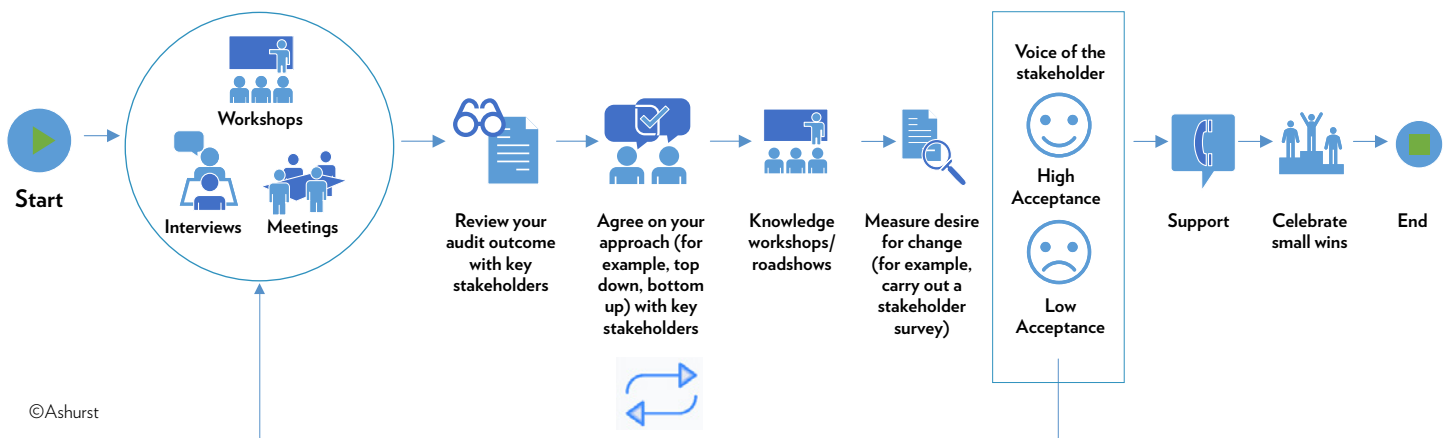 Start
Workshops
Interviews
Meetings
Review your
audit outcome
with key
stakeholders
Agree on your
approach (for
example, top
down, bottom
up) with key
stakeholders
Knowledge
workshops/
roadshows
Measure desire
for change
(for example,
carry out a
stakeholder
survey)
Voice of the
stakeholder
High
Acceptance
Low
Acceptance
Support
Celebrate
small wins
End
©Ashurst